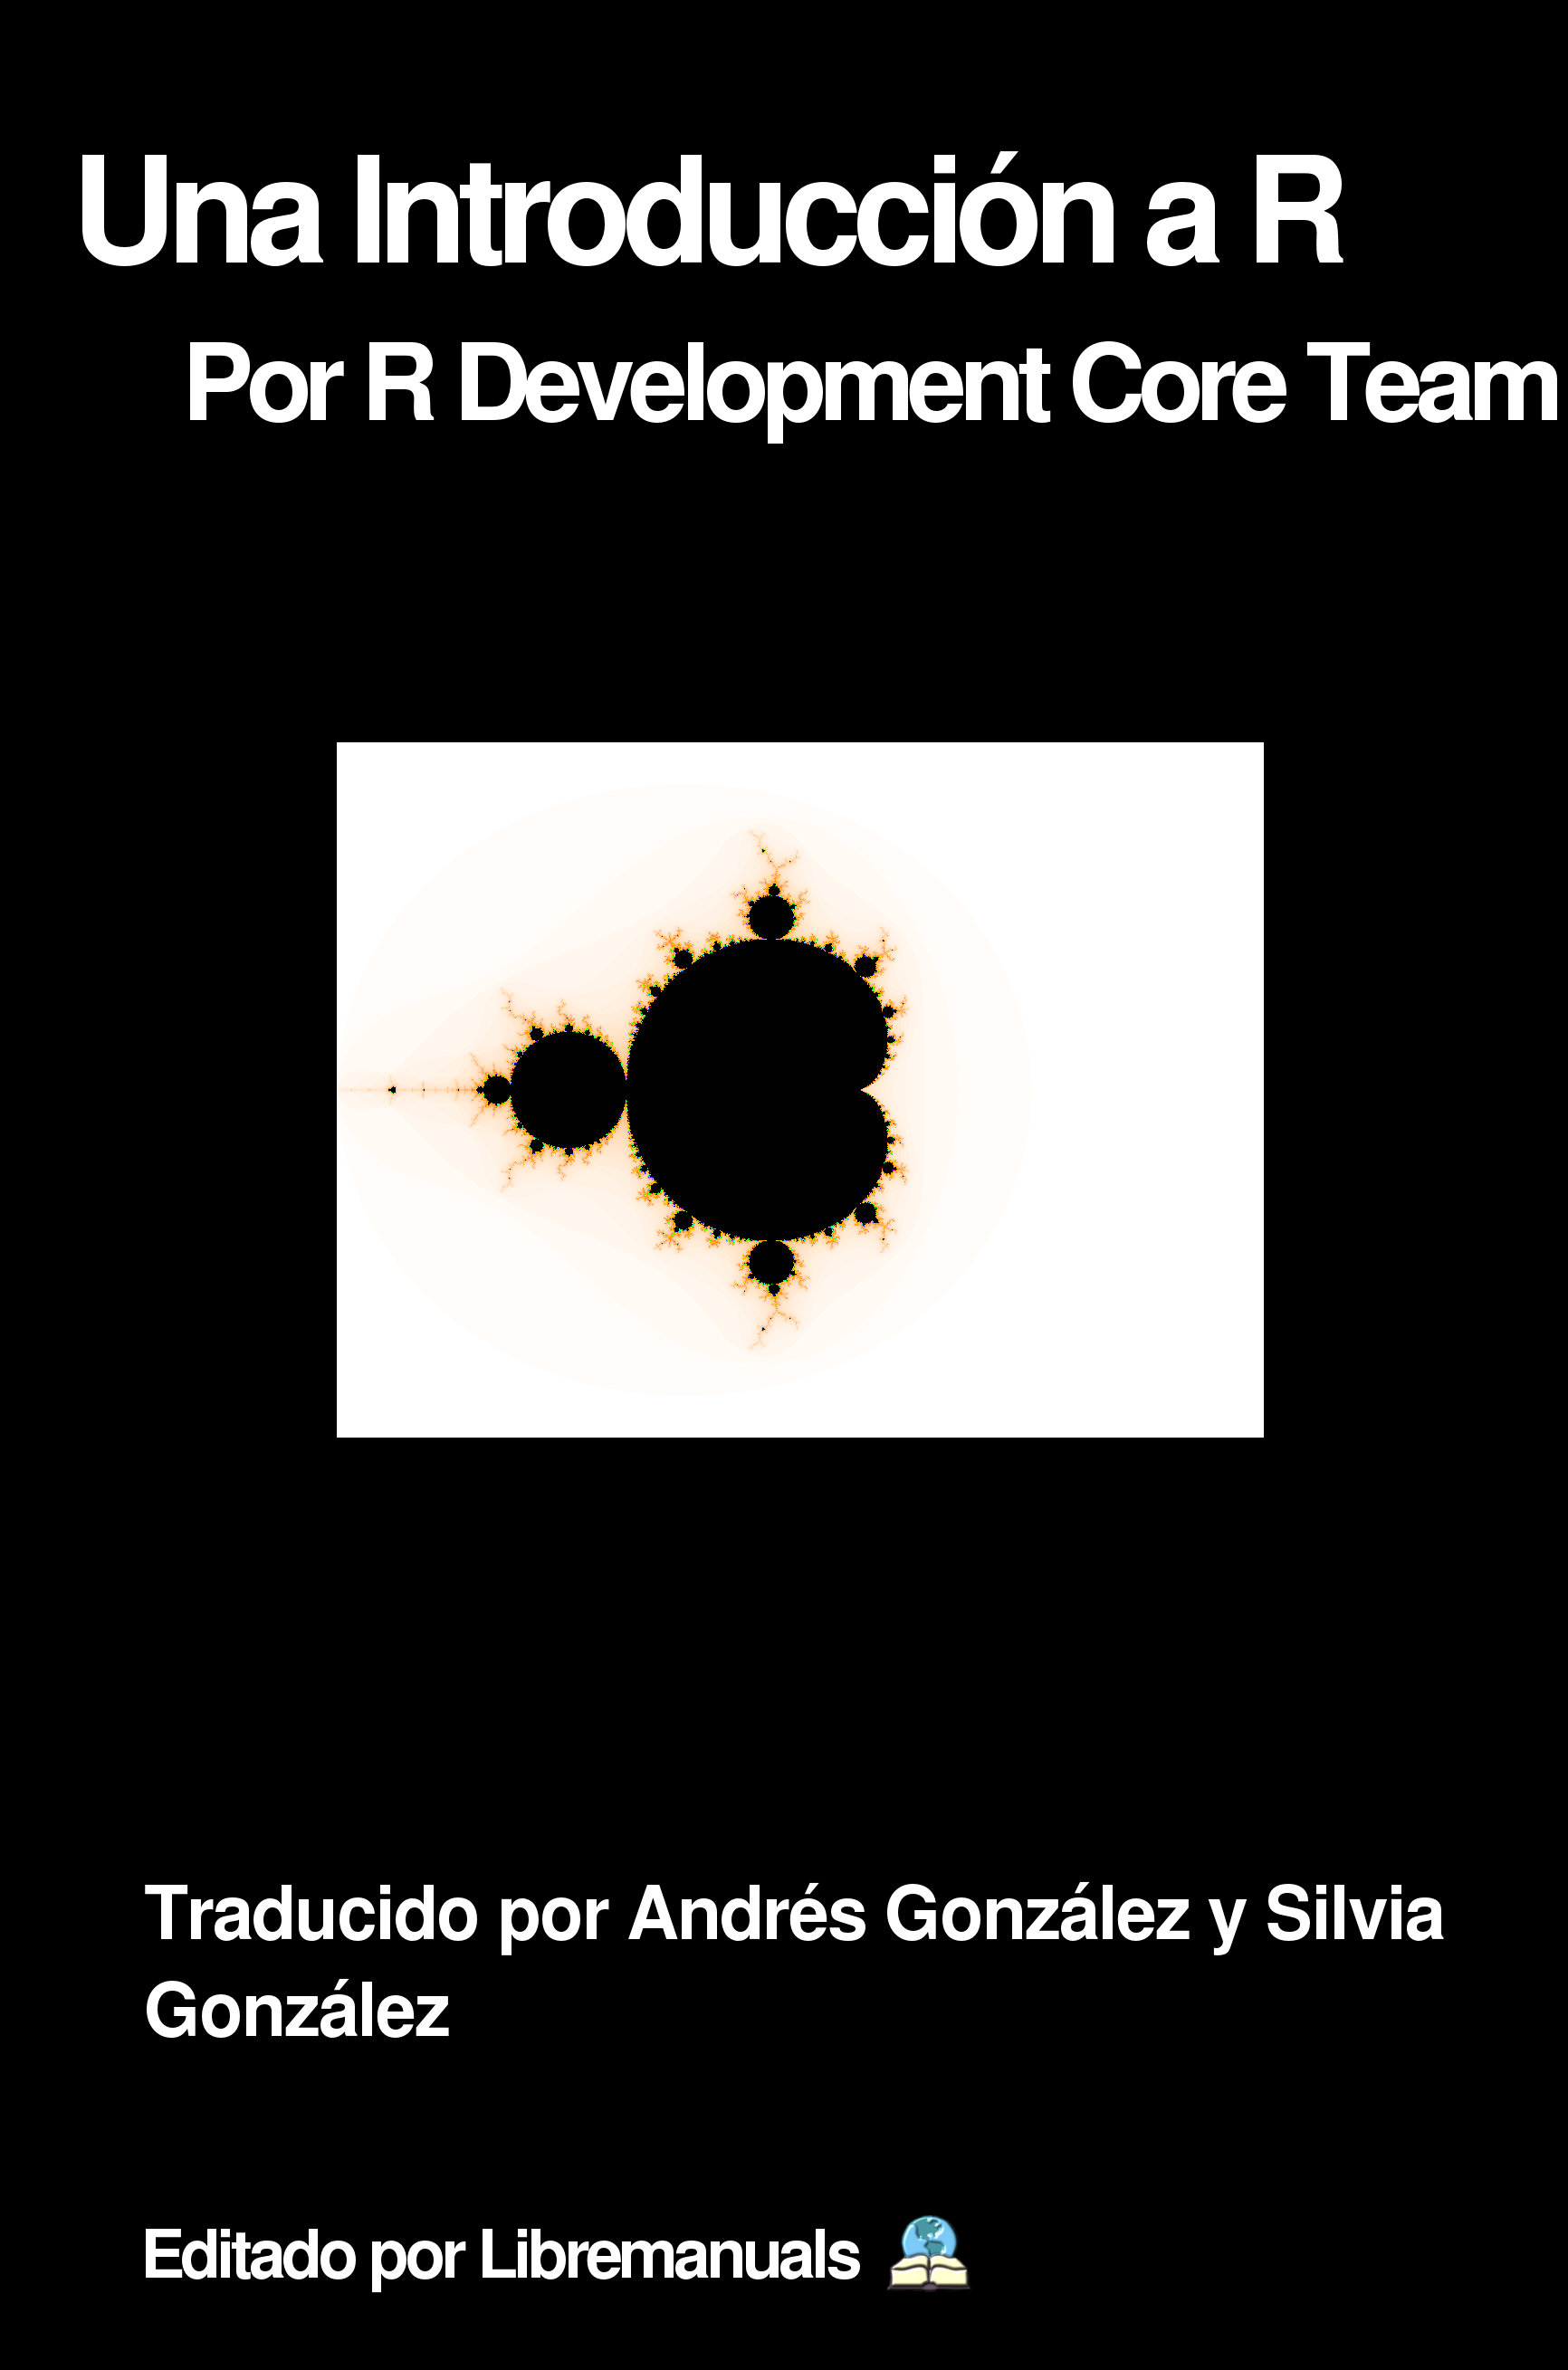 Una Introducción a R
Por R Development Core Team
Traducido por Andrés González y Silvia
González
Editado por Libremanuals